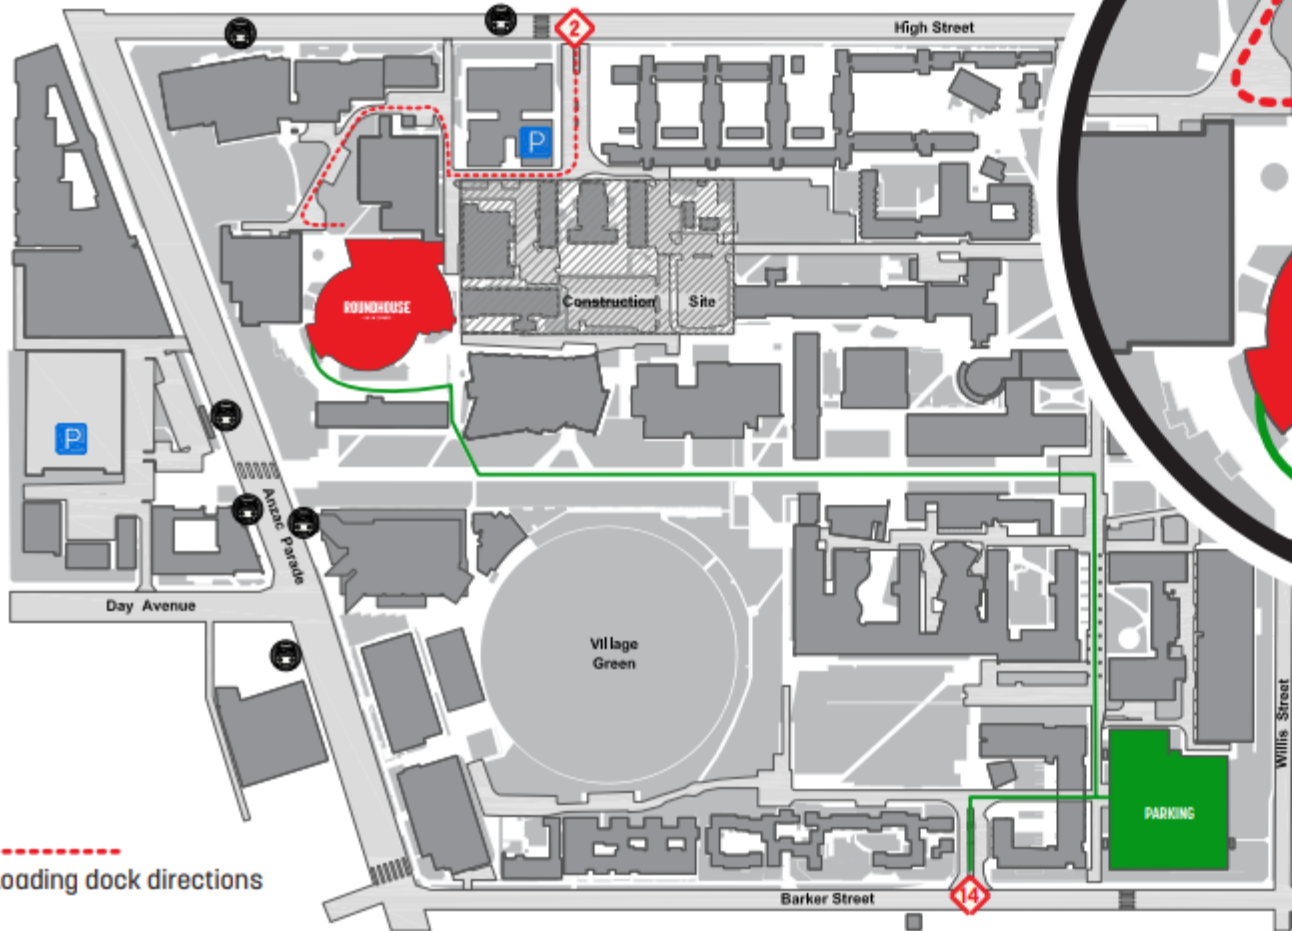 2
High Street
P
ROUNDHOUSE
Construction Site
P
Anzac Parade
Day Avenue
Village
Green
Willis Street
PARKING
oading dock directions
Barker Street
14